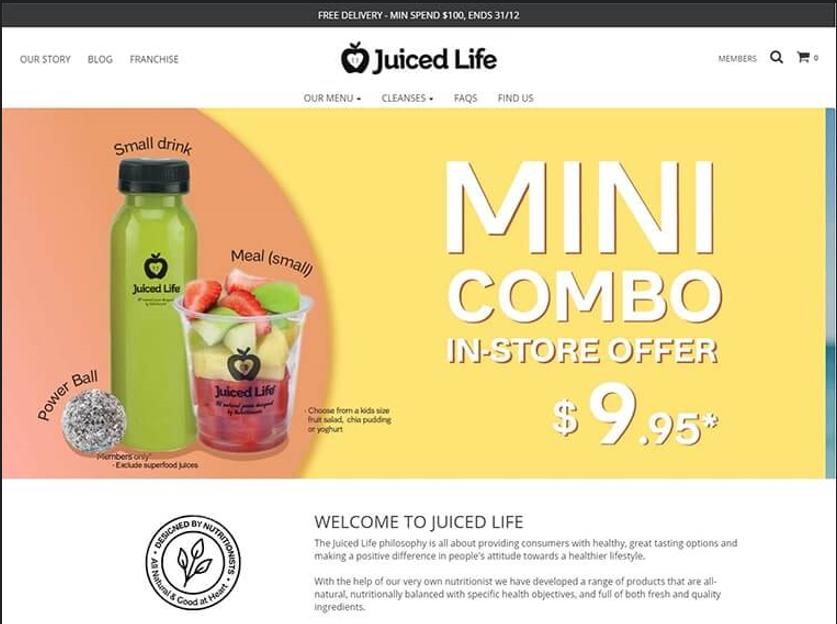 FREE DELIVERY - MIN SPEND $100, ENDS 31/12
OUR STORY BLOG FRANCHISE
Juiced Life
MEMBERS 0
OUR MENU CLEANSES FAQS FIND US
Small drink
Meal (small)
Juiced Life
Juiced Life
Power Ball
Members only*
- Exclude superfood juices
- Choose from a kids size
fruit salad, chia pudding
or yoghurt
MINI
COMBO
IN-STORE OFFER
$9.95*
DESIGNED BY NUTRITIONISTS
All Natural & Good at Heart
WELCOME TO JUICED LIFE
The Juiced Life philosophy is all about providing consumers with healthy, great tasting options and
making a positive difference in people's attitude towards a healthier lifestyle.
With the help of our very own nutritionist we have developed a range of products that are all-
natural, nutritionally balanced with specific health objectives, and full of both fresh and quality
ingredients.